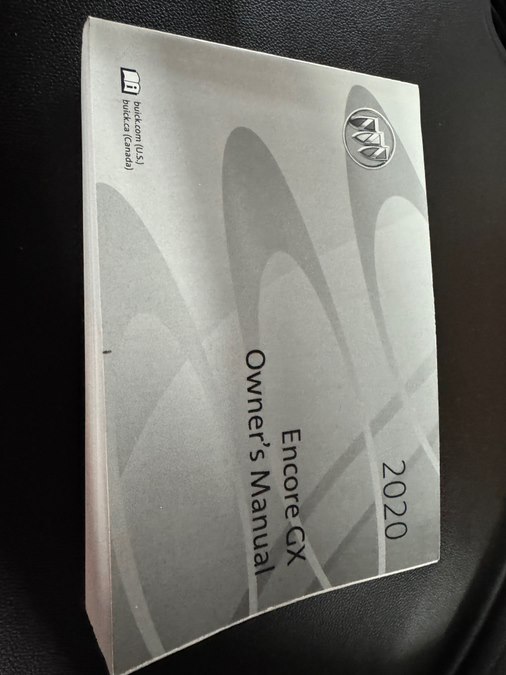 2020
Encore GX
Owner's Manual
buick.com (U.S.)
buick.ca (Canada)